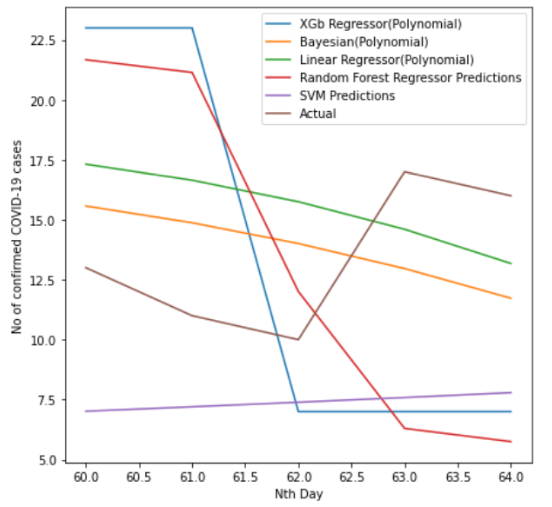 XGb Regressor(Polynomial)
Bayesian(Polynomial)
Linear Regressor(Polynomial)
Random Forest Regressor Predictions
SVM Predictions
Actual
No of confirmed COVID-19 cases
22.5
20.0
17.5
15.0
12.5
10.0
7.5
5.0
60.0 60.5 61.0 61.5 62.0 62.5 63.0 63.5 64.0
Nth Day